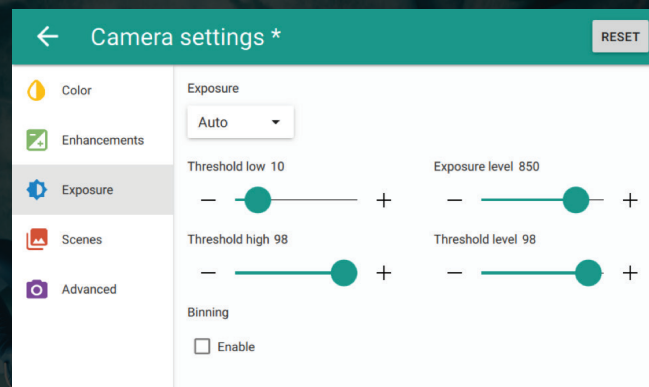 Camera settings *
RESET
Color
Enhancements
Exposure
Scenes
Advanced
Exposure
Auto
Threshold low 10
Exposure level 850
Threshold high 98
Threshold level 98
Binning
Enable